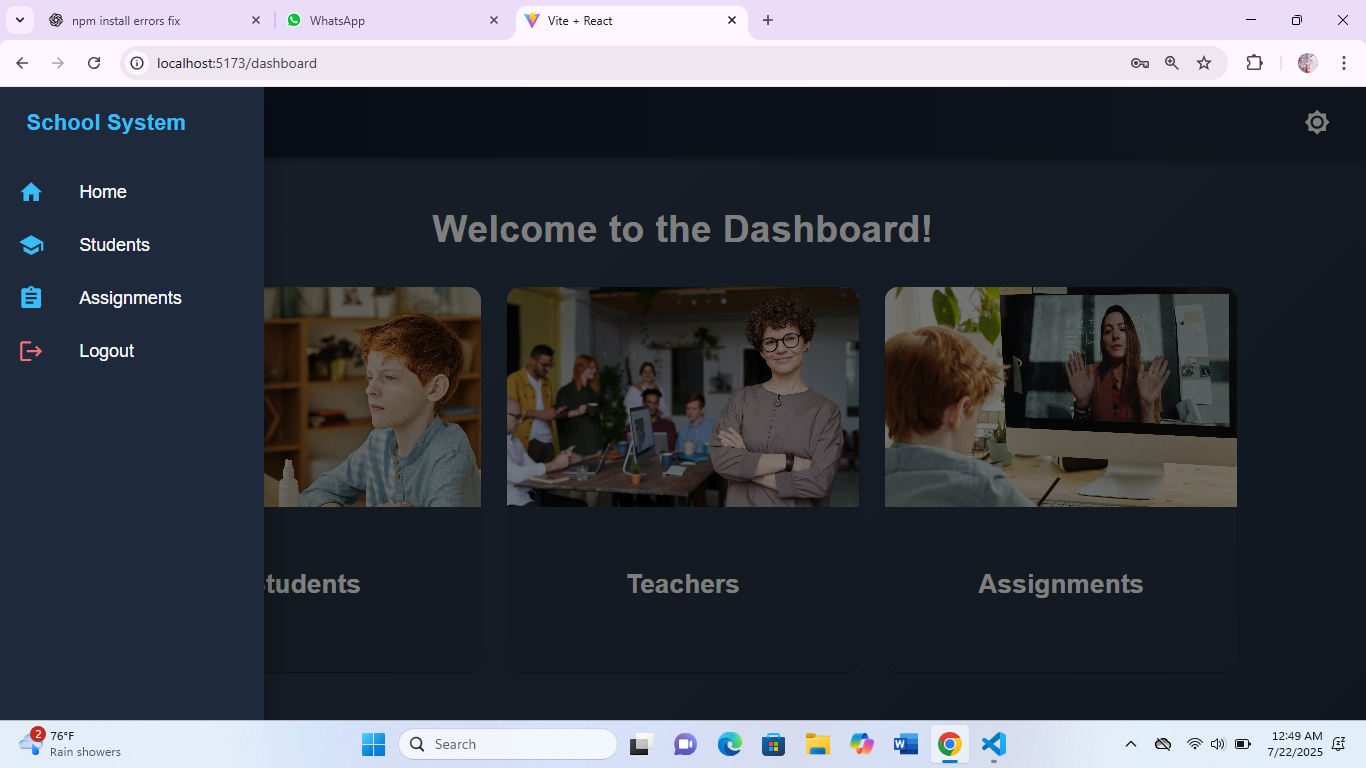 npm install errors fix
WhatsApp
Vite + React
localhost:5173/dashboard
School System
Home
Students
Assignments
Logout
Welcome to the Dashboard!
tudents
Teachers
Assignments
2
76°F
Rain showers
Search
12:49 AM
7/22/2025